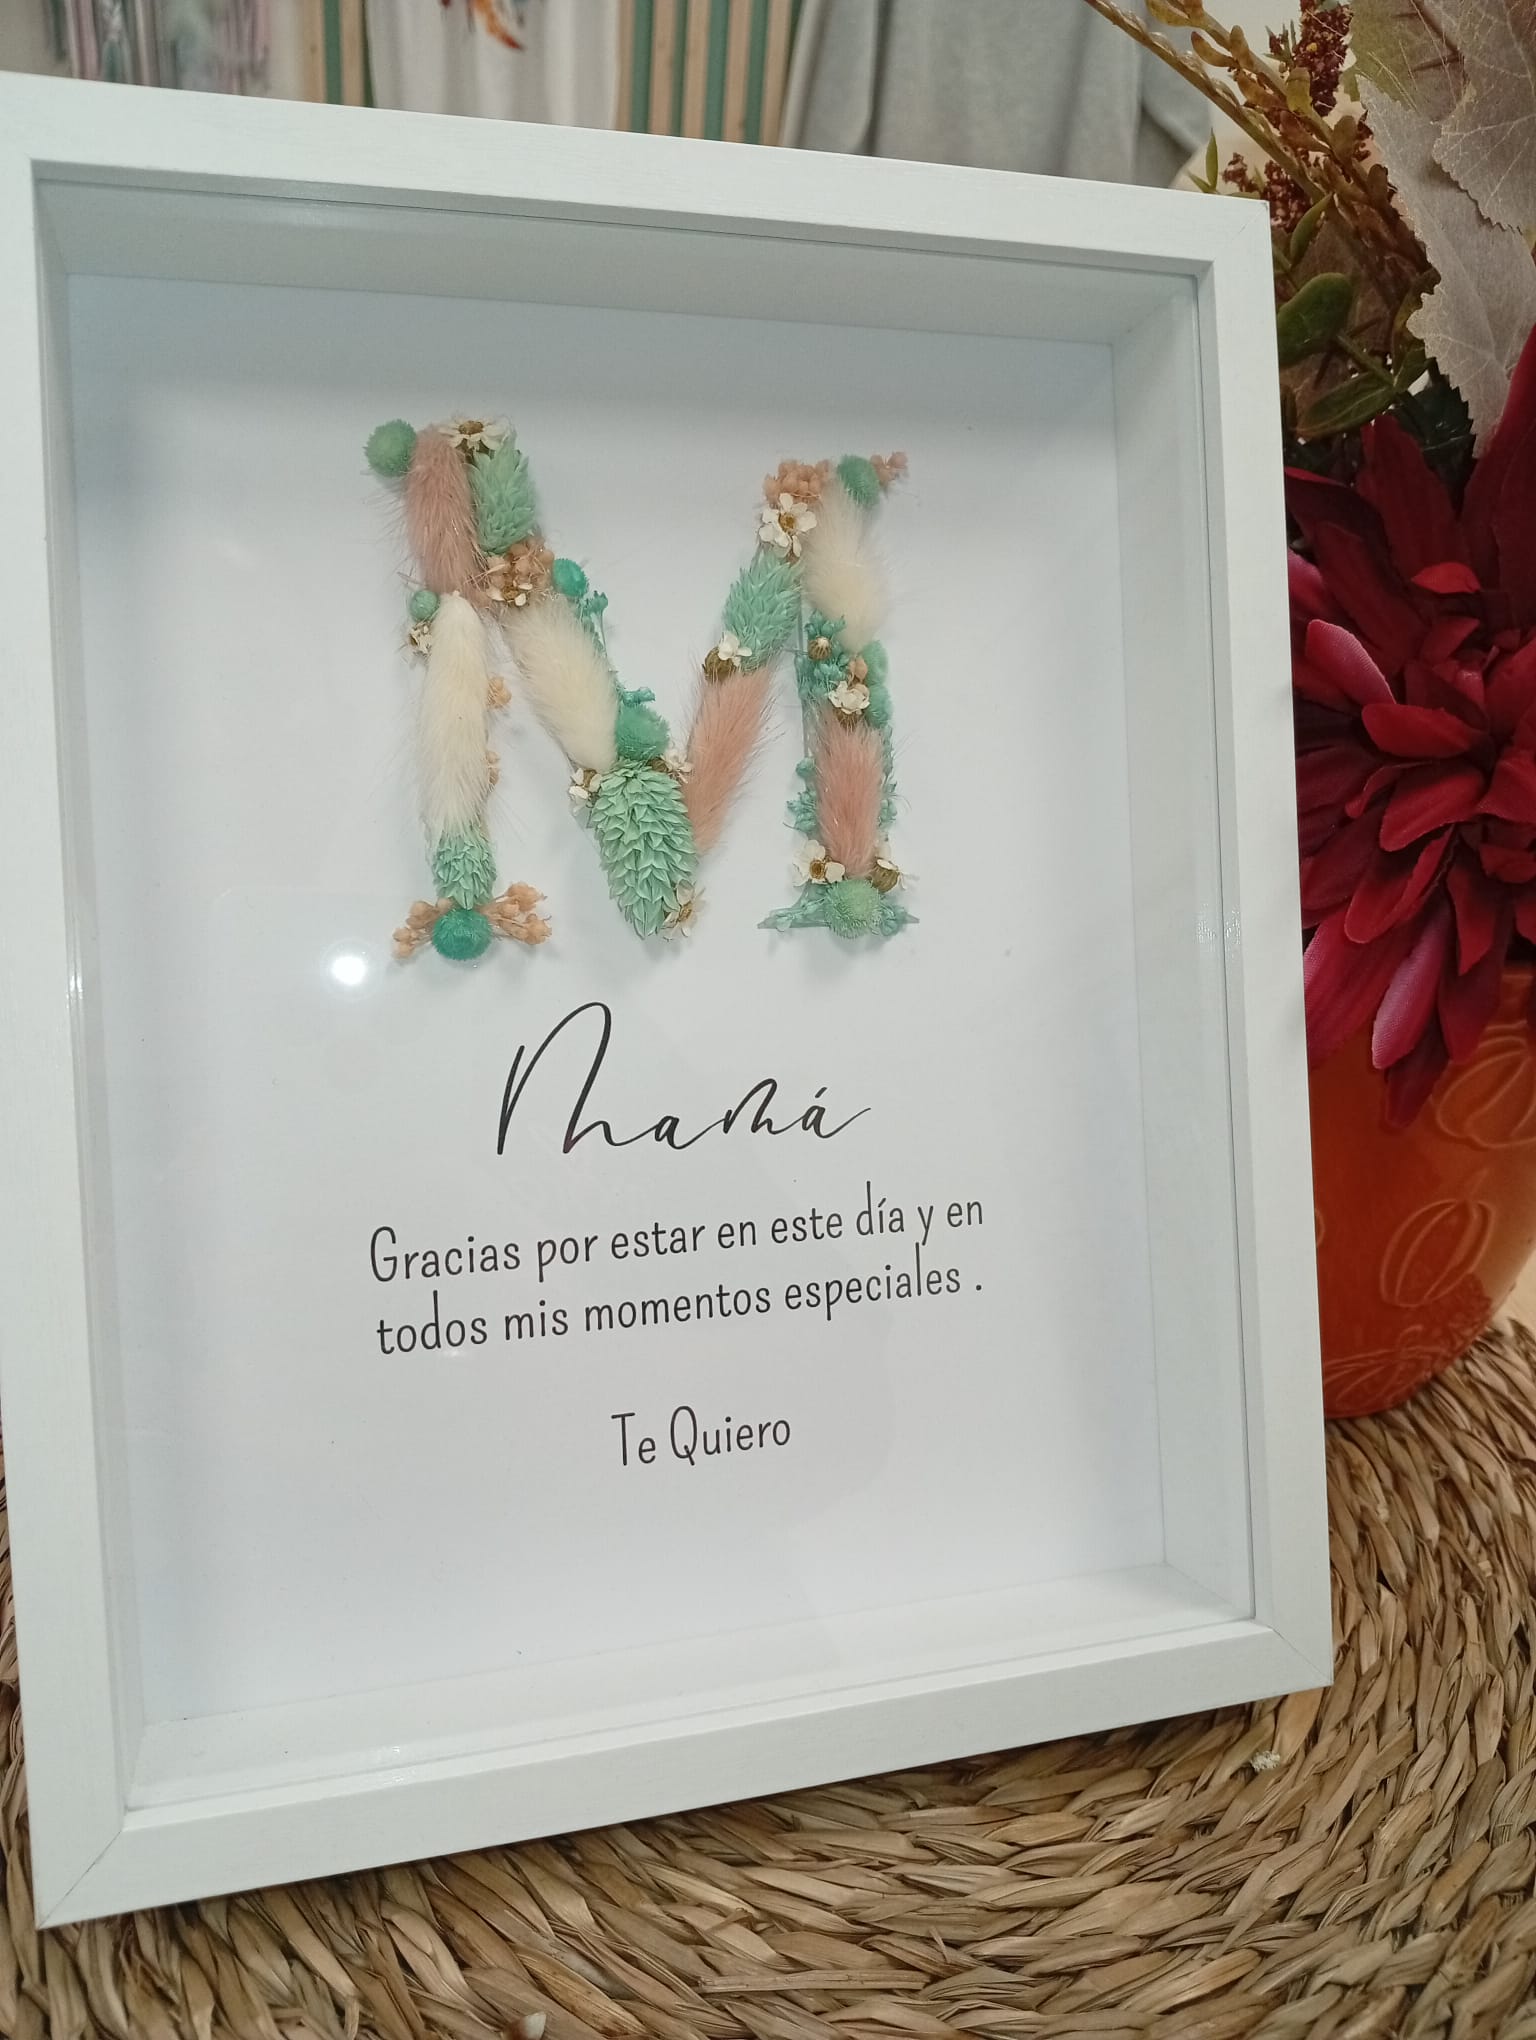 M
Mamá
Gracias por estar en este día y en
todos mis momentos especiales .
Te Quiero